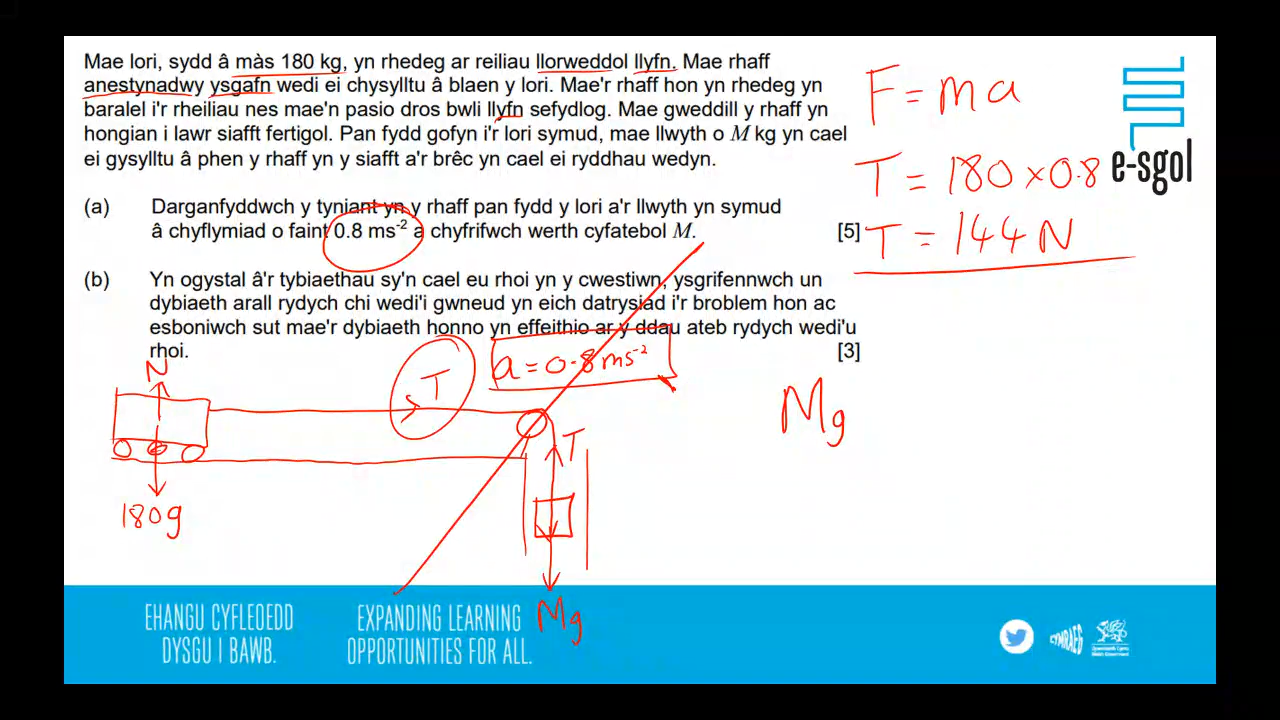 Mae lori, sydd â màs 180 kg, yn rhedeg ar reiliau llorweddol llyfn. Mae rhaff
anestynadwy ysgafn wedi ei chysylltu â blaen y lori. Mae'r rhaff hon yn rhedeg yn
baralel i'r rheiliau nes mae'n pasio dros bwli llyfn sefydlog. Mae gweddill y rhaff yn
hongian i lawr siafft fertigol. Pan fydd gofyn i'r lori symud, mae llwyth o M kg yn cael
ei gysylltu â phen y rhaff yn y siafft a'r brêc yn cael ei ryddhau wedyn.
(a) Darganfyddwch y tyniant yn y rhaff pan fydd y lori a'r llwyth yn symud
â chyflymiad o faint 0.8 ms⁻² a chyfrifwch werth cyfatebol M. [5]
(b) Yn ogystal â'r tybiaethau sy'n cael eu rhoi yn y cwestiwn, ysgrifennwch un
dybiaeth arall rydych chi wedi'i gwneud yn eich datrysiad i'r broblem hon ac
esboniwch sut mae'r dybiaeth honno yn effeithio ar y ddau ateb rydych wedi'u
rhoi. [3]
F = ma
T = 180 × 0.8
T = 144 N
e-sgol
N
T
a = 0.8 ms⁻²
Mg
T
180g
Mg
EHANGU CYFLEOEDD
DYSGU I BAWB.
EXPANDING LEARNING
OPPORTUNITIES FOR ALL.
CYMRAEG